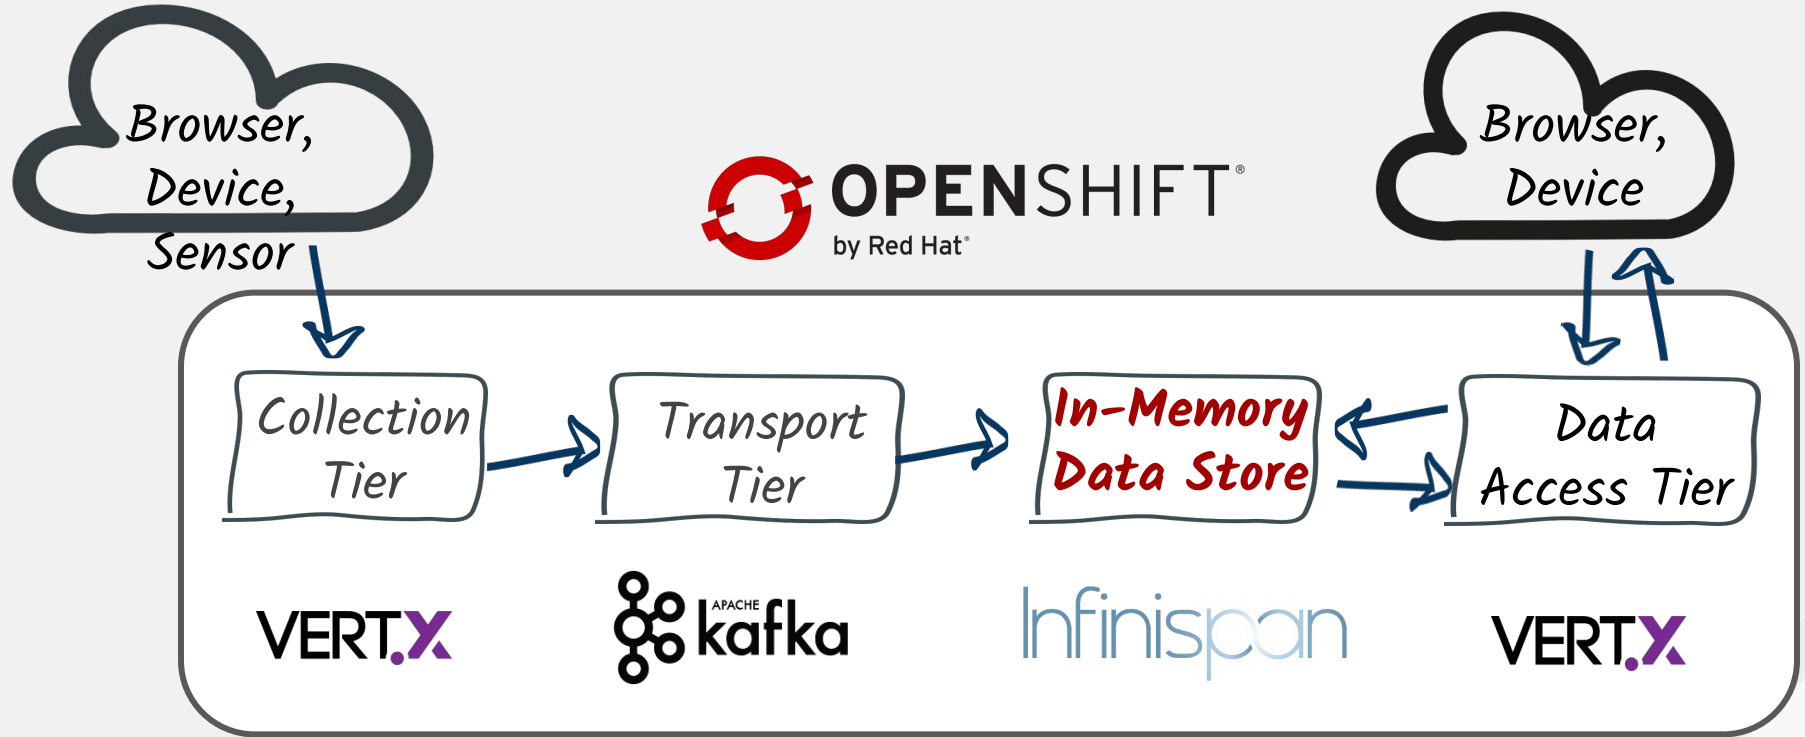 Browser,
Device,
Sensor
OPENSHIFT®
by Red Hat®
Browser,
Device
Collection
Tier
Transport
Tier
In-Memory
Data Store
Data
Access Tier
VERT.X
APACHE
kafka
Infinispan
VERT.X